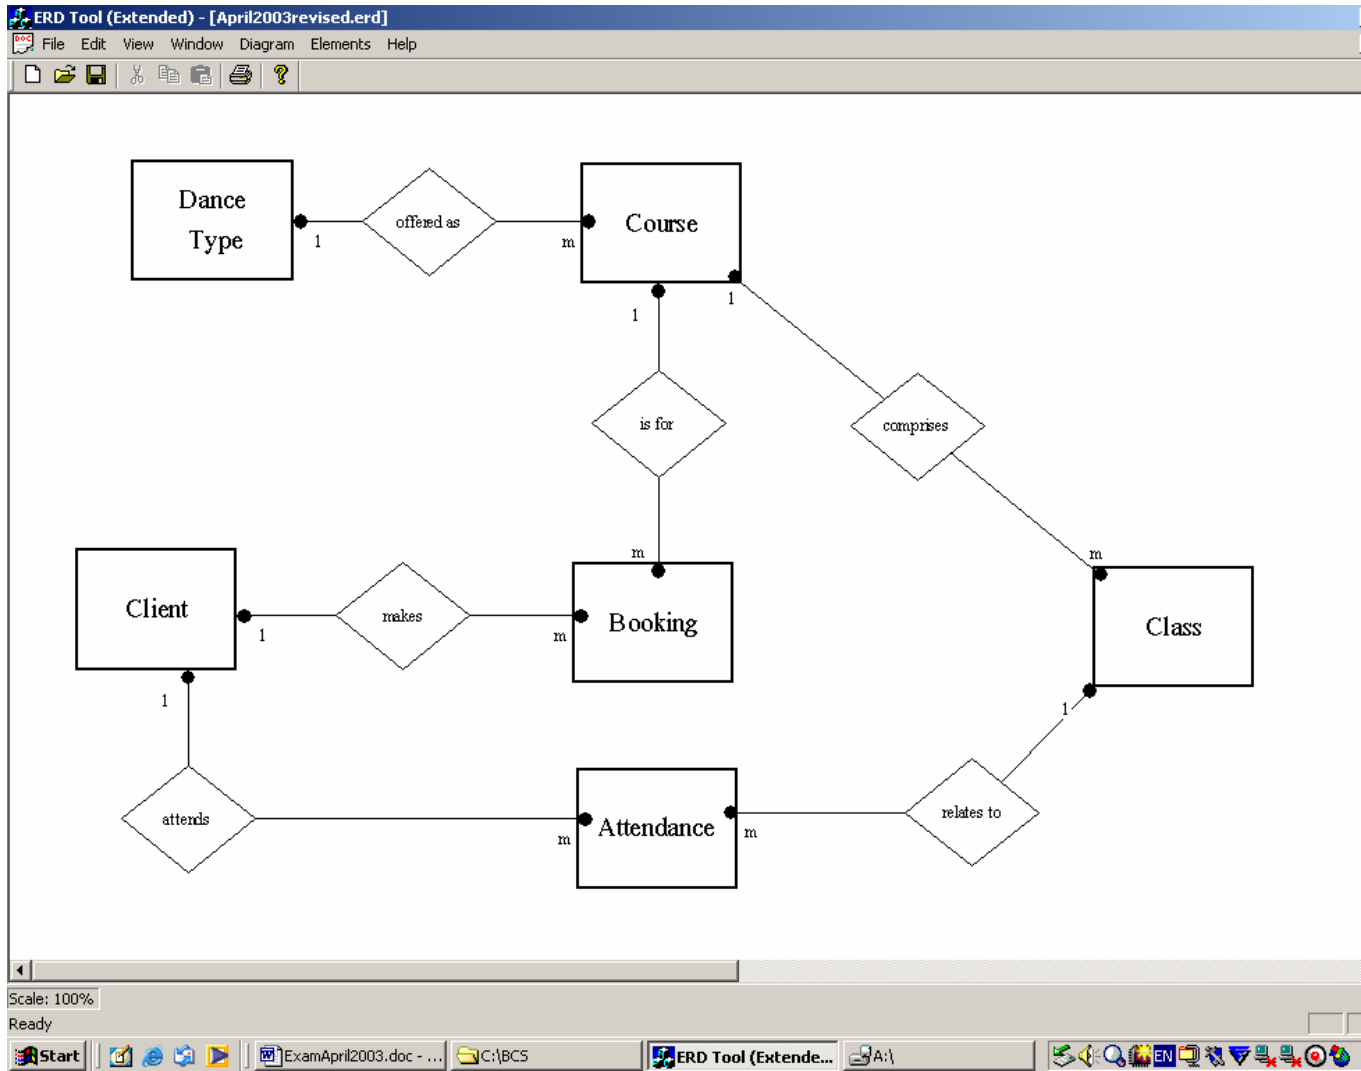 ERD Tool (Extended) - [April2003revised.erd]
DOC File Edit View Window Diagram Elements Help
Dance
Type
1
offered as
m
Course
1
1
is for
comprises
m
m
Client
1
makes
m
Booking
Class
1
1
attends
m
Attendance
m
relates to
Scale: 100%
Ready
Start ExamApril2003.doc - ... C:\BCS ERD Tool (Extende... A:\ EN